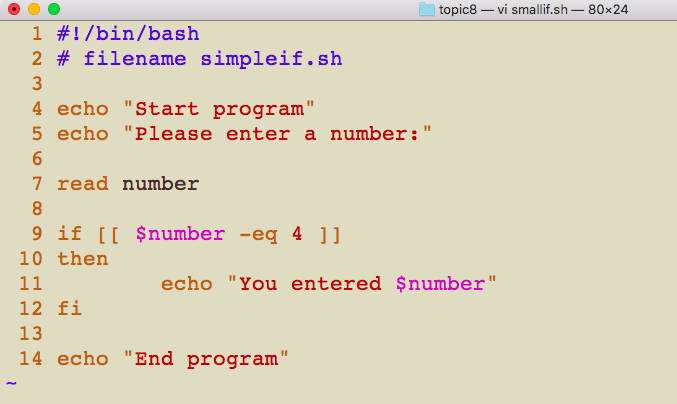 topic8 — vi smallif.sh — 80×24
1 #!/bin/bash
2 # filename simpleif.sh
3
4 echo "Start program"
5 echo "Please enter a number:"
6
7 read number
8
9 if [[ $number -eq 4 ]]
10 then
11         echo "You entered $number"
12 fi
13
14 echo "End program"
~